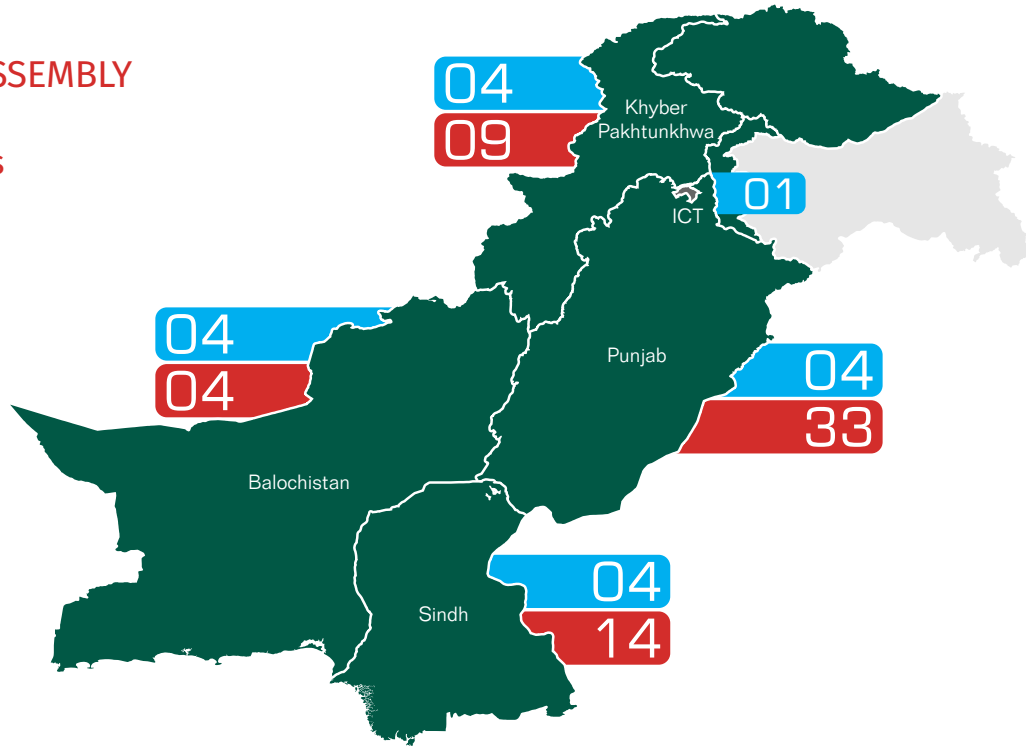 SSEMBLY
s
04
09
Khyber
Pakhtunkhwa
01
ICT
04
04
Punjab
04
33
Balochistan
04
14
Sindh